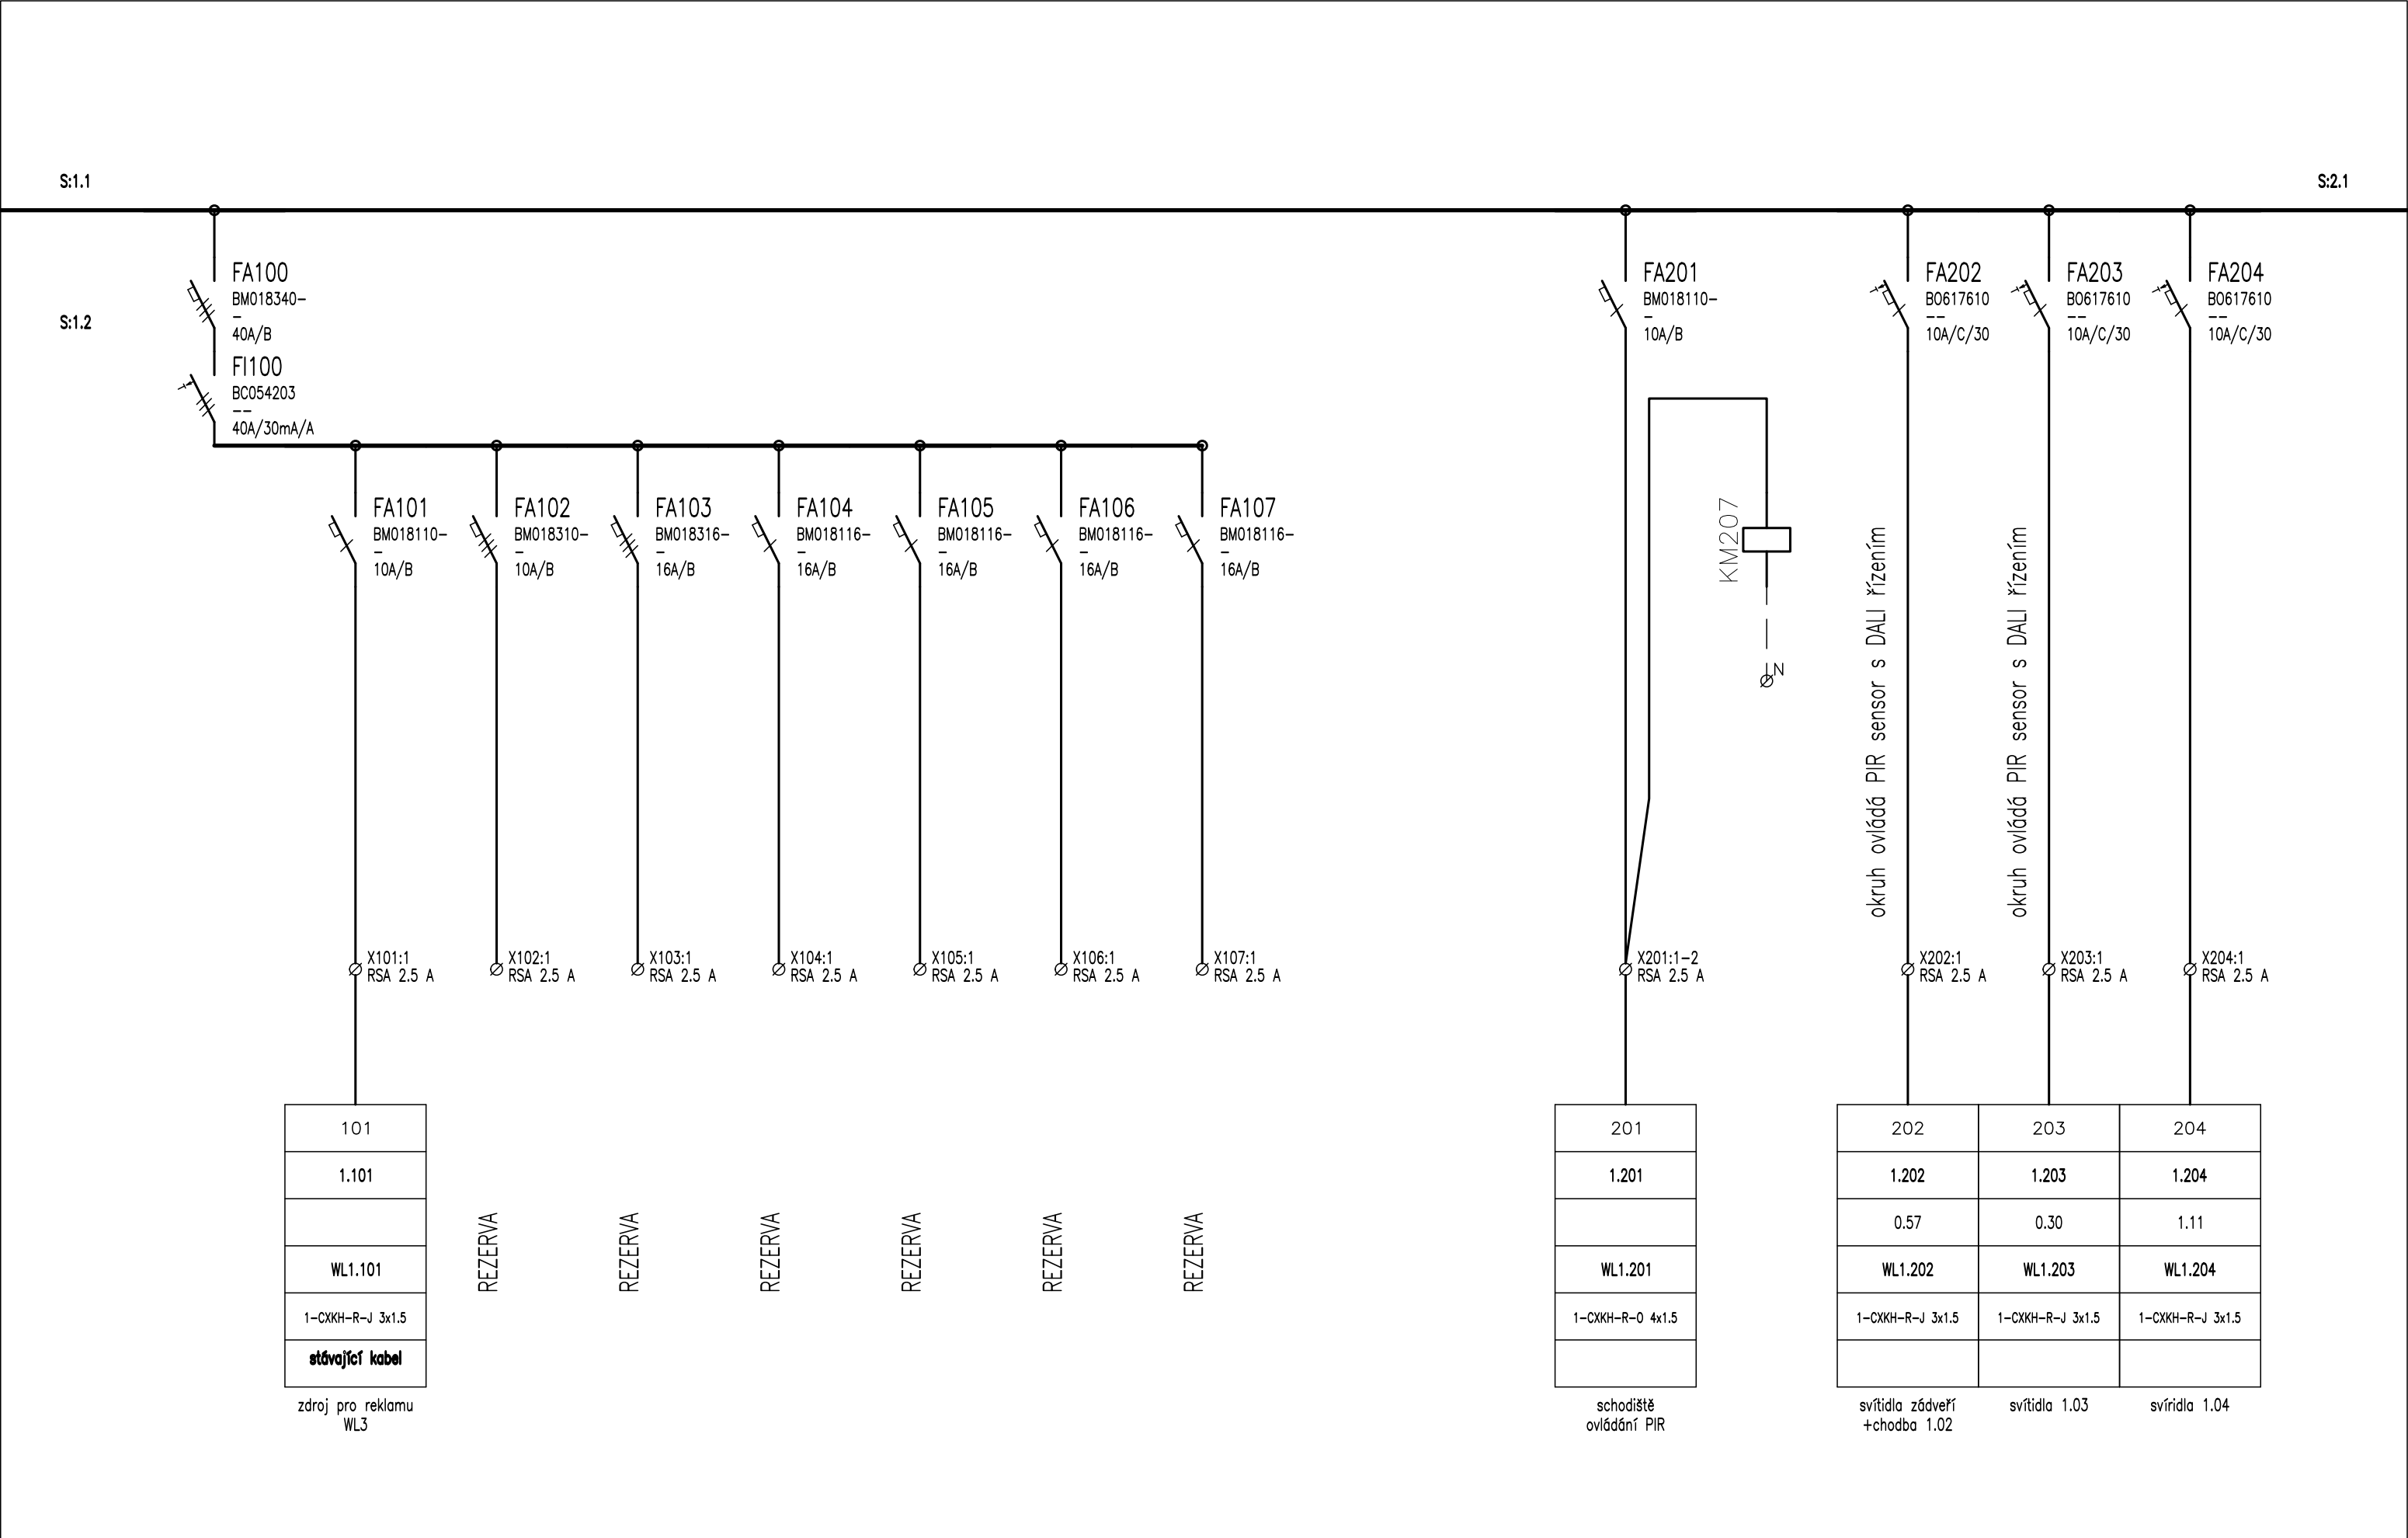 S:1.1
S:2.1
S:1.2
FA100
BM018340-
-
40A/B
FI100
BC054203
--
40A/30mA/A
FA101
BM018110-
-
10A/B
FA102
BM018310-
-
10A/B
FA103
BM018316-
-
16A/B
FA104
BM018116-
-
16A/B
FA105
BM018116-
-
16A/B
FA106
BM018116-
-
16A/B
FA107
BM018116-
-
16A/B
FA201
BM018110-
-
10A/B
KM207
N
FA202
BO617610
--
10A/C/30
okruh ovládá PIR sensor s DALI řízením
FA203
BO617610
--
10A/C/30
okruh ovládá PIR sensor s DALI řízením
FA204
BO617610
--
10A/C/30
X101:1
RSA 2.5 A
X102:1
RSA 2.5 A
X103:1
RSA 2.5 A
X104:1
RSA 2.5 A
X105:1
RSA 2.5 A
X106:1
RSA 2.5 A
X107:1
RSA 2.5 A
X201:1-2
RSA 2.5 A
X202:1
RSA 2.5 A
X203:1
RSA 2.5 A
X204:1
RSA 2.5 A
101
1.101
WL1.101
1-CXKH-R-J 3x1.5
stávající kabel
zdroj pro reklamu
WL3
REZERVA
REZERVA
REZERVA
REZERVA
REZERVA
REZERVA
201
1.201
WL1.201
1-CXKH-R-O 4x1.5
schodiště
ovládání PIR
202
1.202
0.57
WL1.202
1-CXKH-R-J 3x1.5
svítidla zádveří
+chodba 1.02
203
1.203
0.30
WL1.203
1-CXKH-R-J 3x1.5
svítidla 1.03
204
1.204
1.11
WL1.204
1-CXKH-R-J 3x1.5
svíridla 1.04